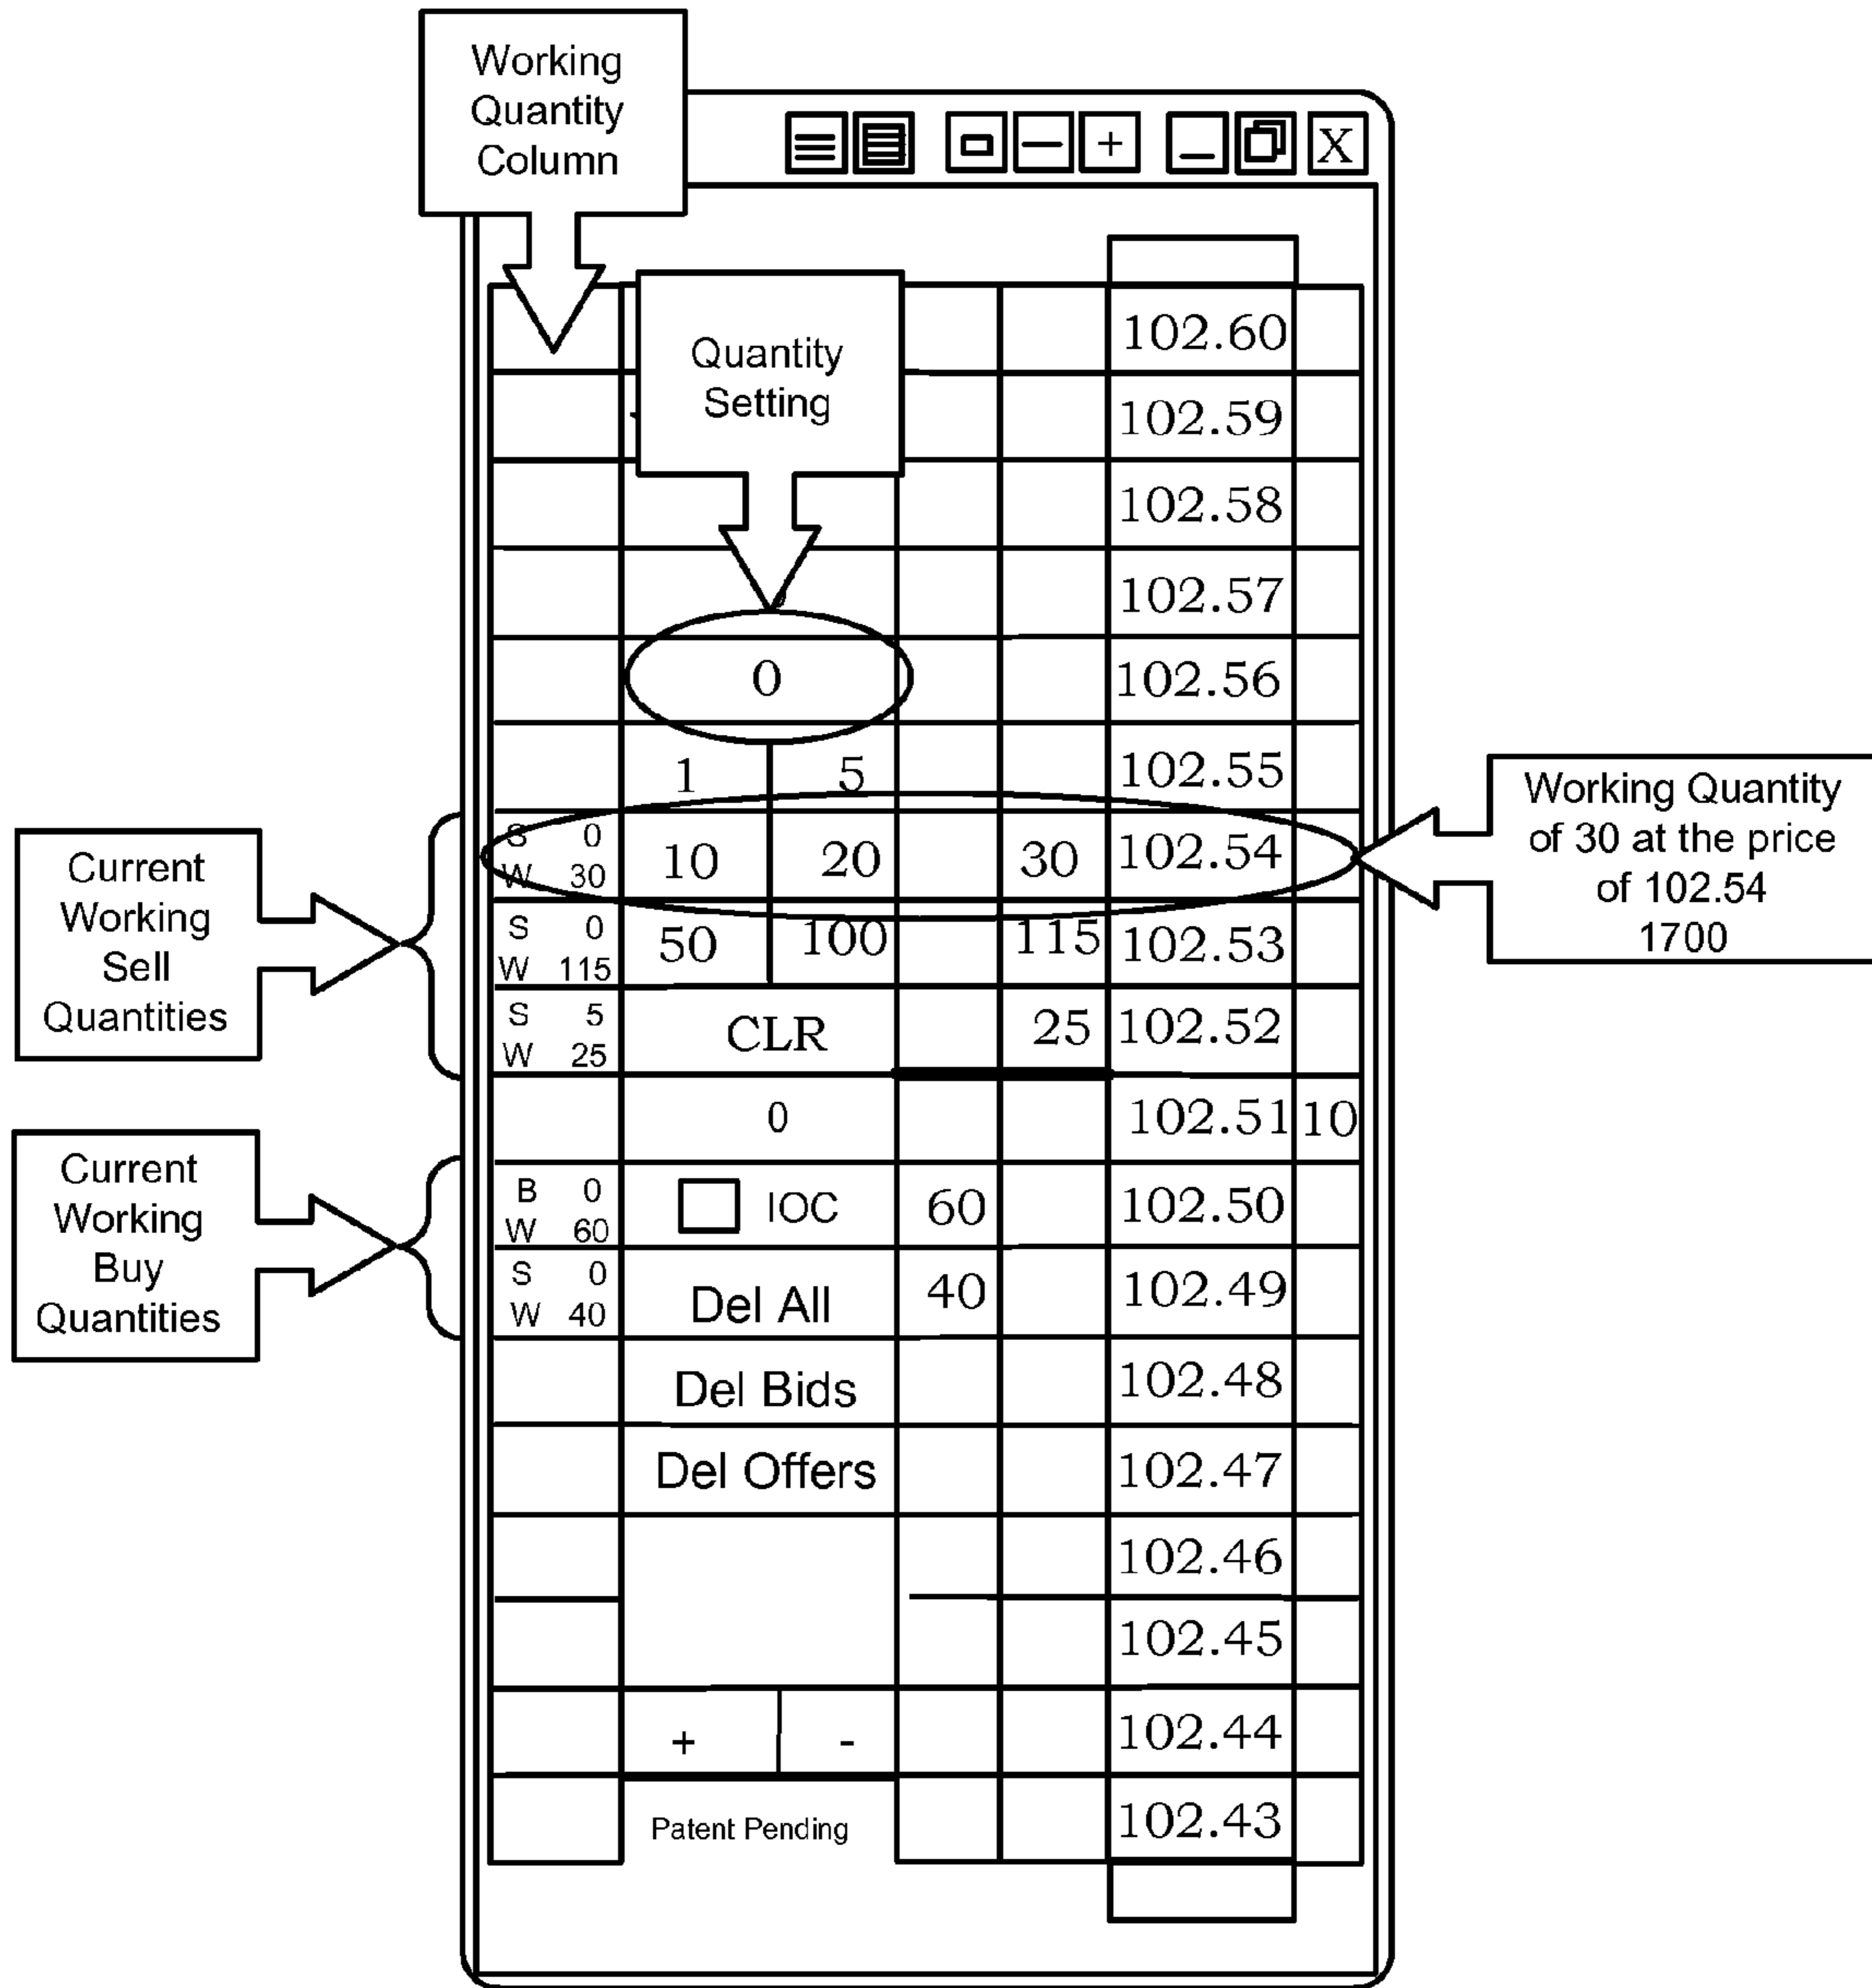 Working
Quantity
Column
X
Quantity
Setting
102.60
102.59
102.58
102.57
0 102.56
1 5 102.55
S 0
W 30
10 20 30 102.54
S 0
W 115
50 100 115 102.53
S 5
W 25
CLR 25 102.52
0 102.51 10
B 0
W 60
IOC 60 102.50
S 0
W 40
Del All 40 102.49
Del Bids 102.48
Del Offers 102.47
102.46
102.45
+ - 102.44
Patent Pending 102.43
Current
Working
Sell
Quantities
Current
Working
Buy
Quantities
Working Quantity
of 30 at the price
of 102.54
1700